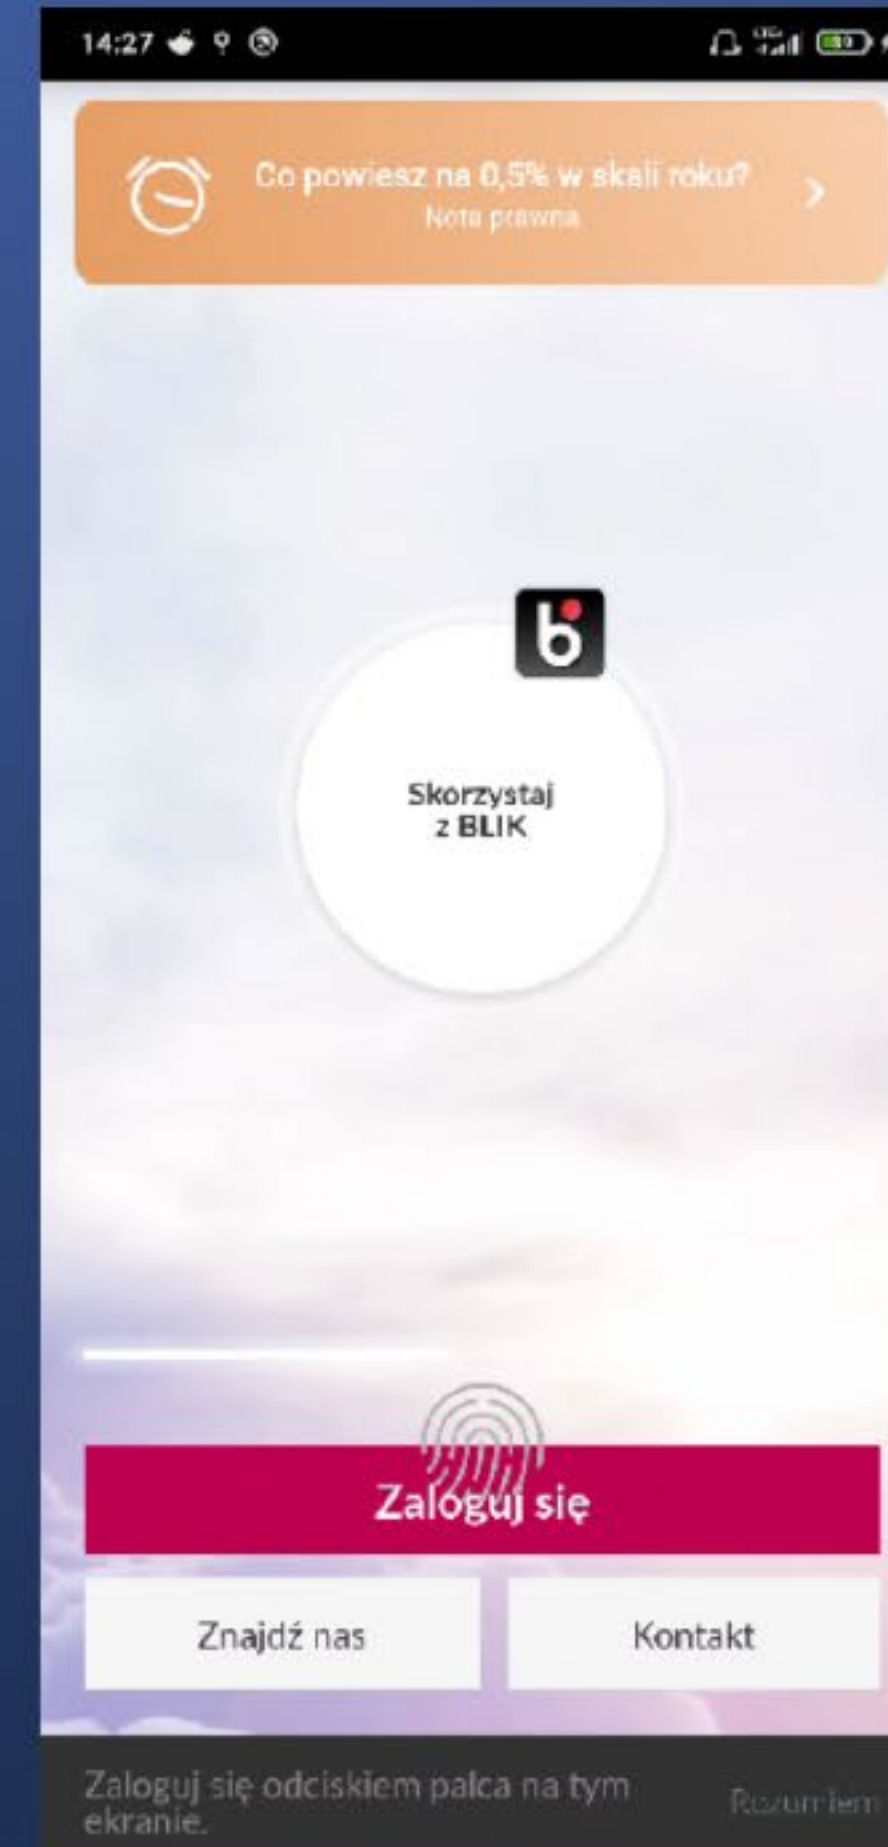 14:27
Co powiesz na 0,5% w skali roku?
Nota prawna
b
Skorzystaj
z BLIK
Zaloguj się
Znajdź nas
Kontakt
Zaloguj się odciskiem palca na tym
ekranie.
Rozumiem